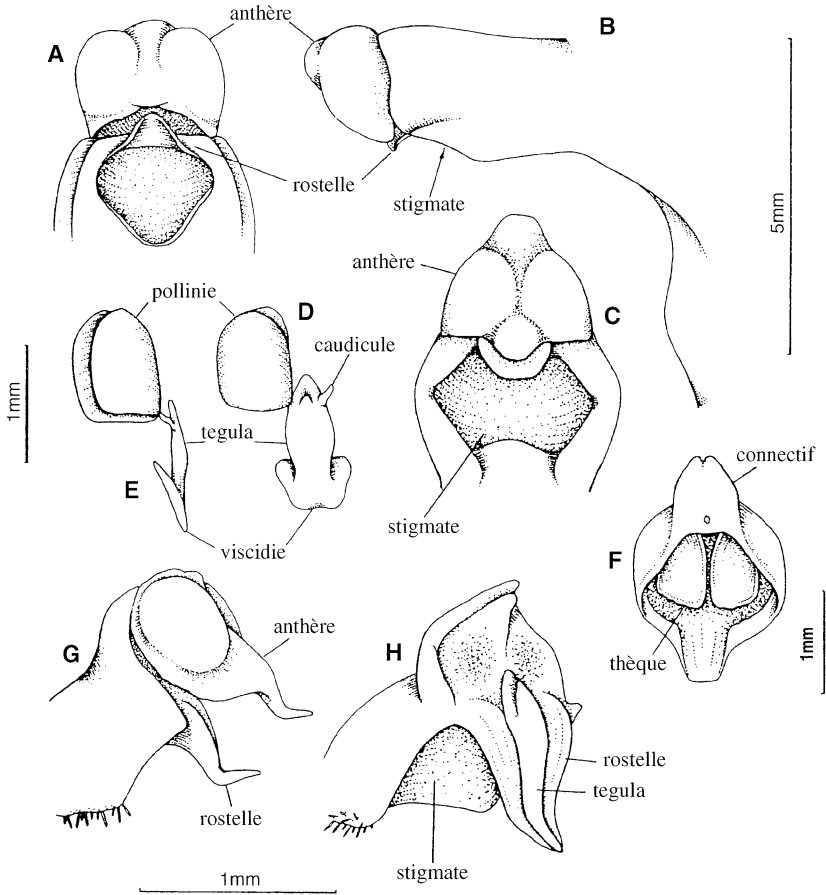 anthère
A
B
rostelle
stigmate
5mm
anthère
C
pollinie
D
caudicule
1mm
tegula
E
stigmate
viscidie
connectif
F
thèque
1mm
G
anthère
H
rostelle
tegula
rostelle
stigmate
1mm